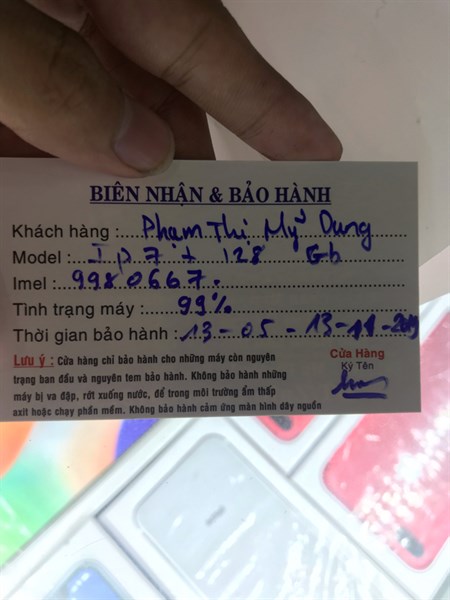 BIÊN NHẬN & BẢO HÀNH
Khách hàng : Phạm Thị Mỹ Dung
Model : Ip 7 + 128 Gb
Imel : 9980667.
Tình trạng máy : 99%
Thời gian bảo hành : 13-05-13-11-2019
Lưu ý : Cửa hàng chỉ bảo hành cho những máy còn nguyên
trạng ban đầu và nguyên tem bảo hành. Không bảo hành những
máy bị va đập, rớt xuống nước, để trong môi trường ẩm thấp
axit hoặc chạy phần mềm. Không bảo hành cảm ứng màn hình dây nguồn
Cửa Hàng
Ký Tên